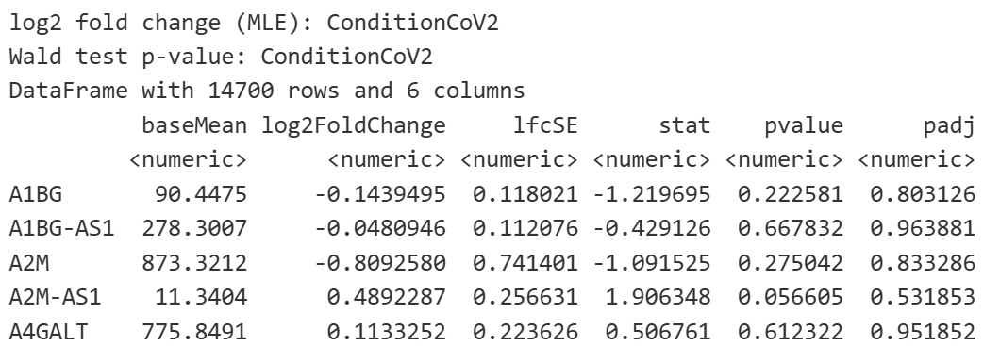 log2 fold change (MLE): ConditionCoV2
Wald test p-value: ConditionCoV2
DataFrame with 14700 rows and 6 columns
baseMean log2FoldChange lfcSE stat pvalue padj
<numeric> <numeric> <numeric> <numeric> <numeric> <numeric>
A1BG 90.4475 -0.1439495 0.118021 -1.219695 0.222581 0.803126
A1BG-AS1 278.3007 -0.0480946 0.112076 -0.429126 0.667832 0.963881
A2M 873.3212 -0.8092580 0.741401 -1.091525 0.275042 0.833286
A2M-AS1 11.3404 0.4892287 0.256631 1.906348 0.056605 0.531853
A4GALT 775.8491 0.1133252 0.223626 0.506761 0.612322 0.951852